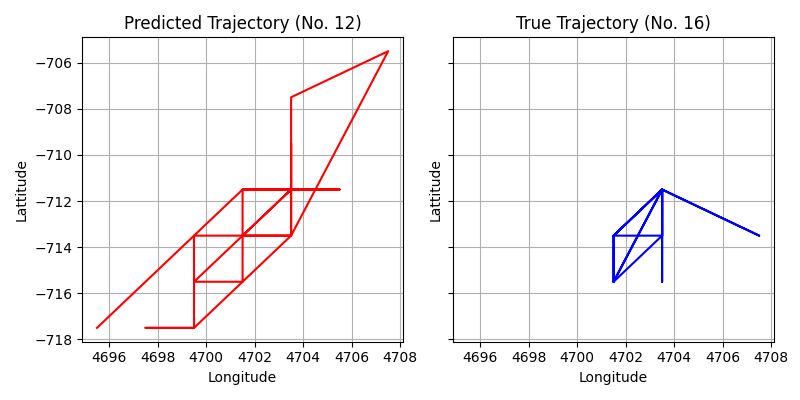 Predicted Trajectory (No. 12)
True Trajectory (No. 16)
−706
−708
−710
−712
−714
−716
−718
Lattitude
Lattitude
4696 4698 4700 4702 4704 4706 4708
4696 4698 4700 4702 4704 4706 4708
Longitude
Longitude